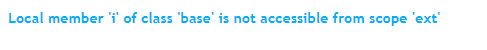 Local member 'i' of class 'base' is not accessible from scope 'ext'